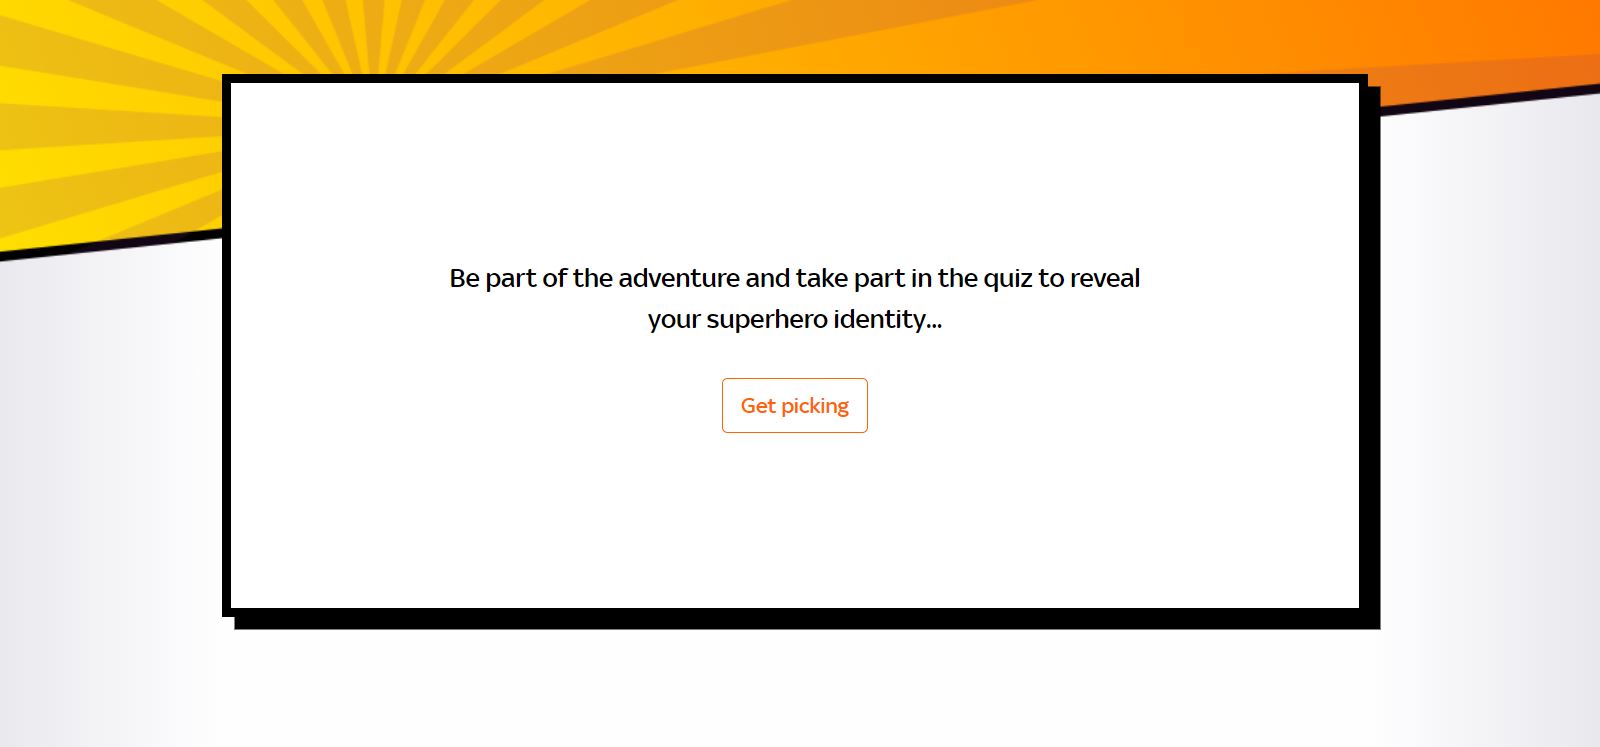 Be part of the adventure and take part in the quiz to reveal
your superhero identity...
Get picking